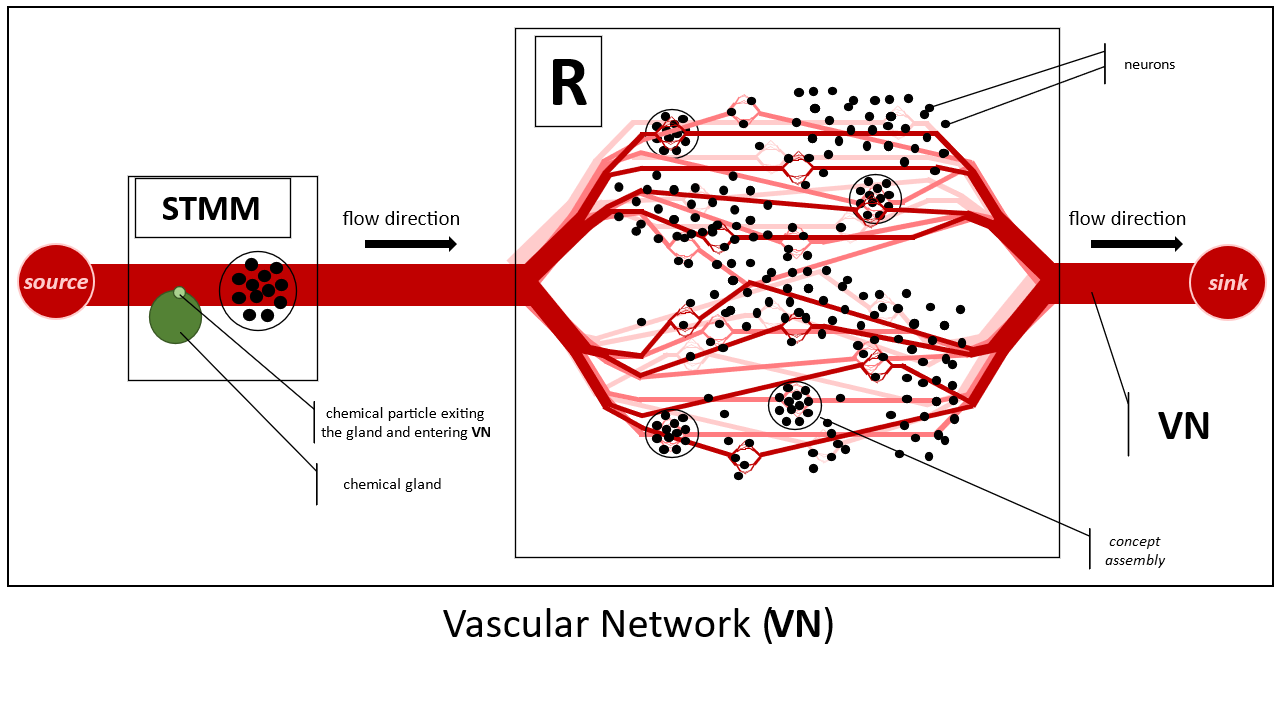 R
neurons
STMM
flow direction
flow direction
source
sink
chemical particle exiting
the gland and entering VN
VN
chemical gland
concept
assembly
Vascular Network (VN)